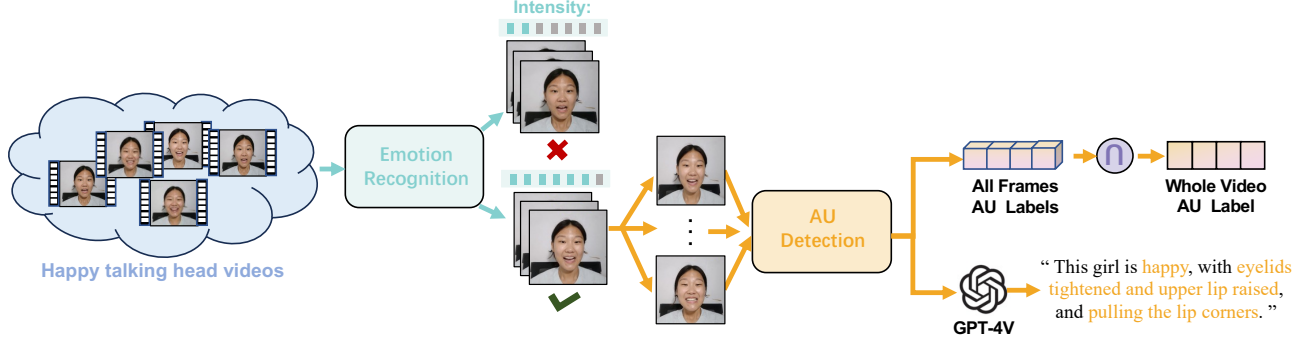 Intensity:
Emotion
Recognition
Happy talking head videos
AU
Detection
All Frames
AU Labels
Whole Video
AU Label
GPT-4V
“ This girl is happy, with eyelids
tightened and upper lip raised,
and pulling the lip corners. ”